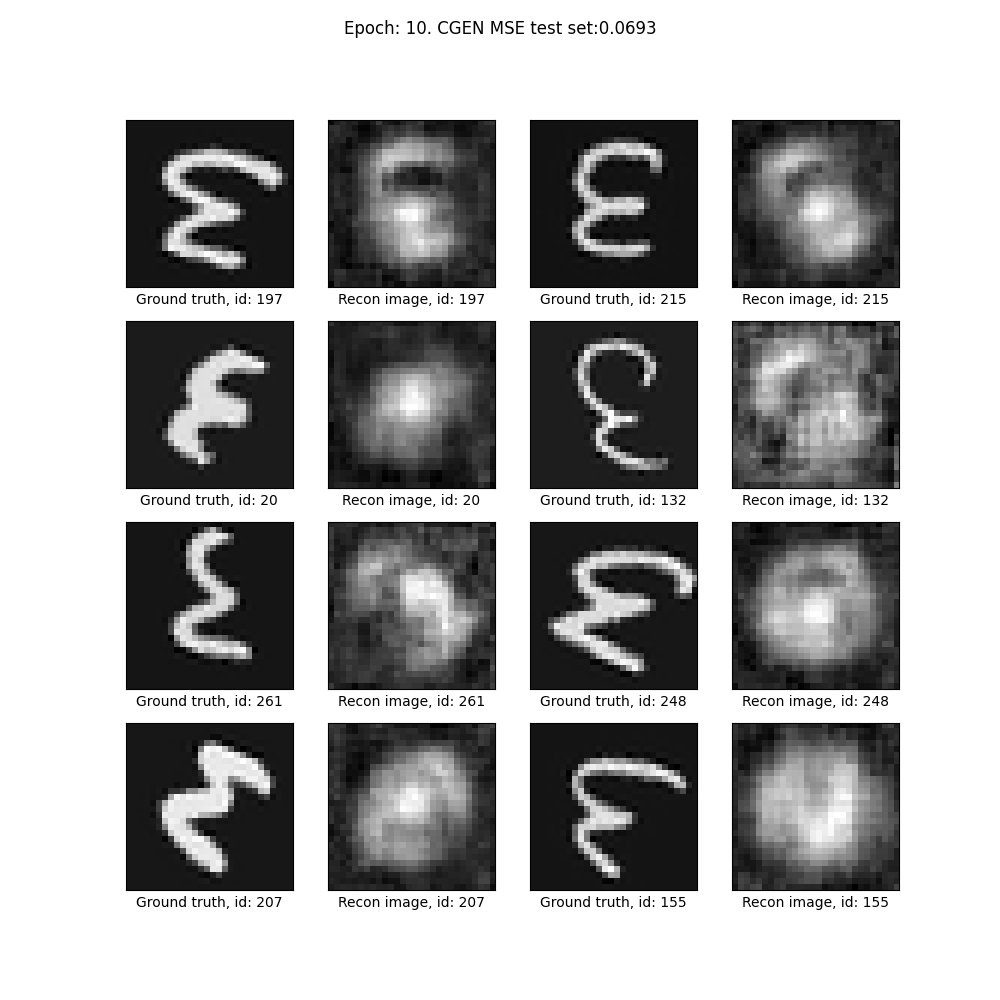 Epoch: 10. CGEN MSE test set:0.0693
Ground truth, id: 197 Recon image, id: 197 Ground truth, id: 215 Recon image, id: 215
Ground truth, id: 20 Recon image, id: 20 Ground truth, id: 132 Recon image, id: 132
Ground truth, id: 261 Recon image, id: 261 Ground truth, id: 248 Recon image, id: 248
Ground truth, id: 207 Recon image, id: 207 Ground truth, id: 155 Recon image, id: 155